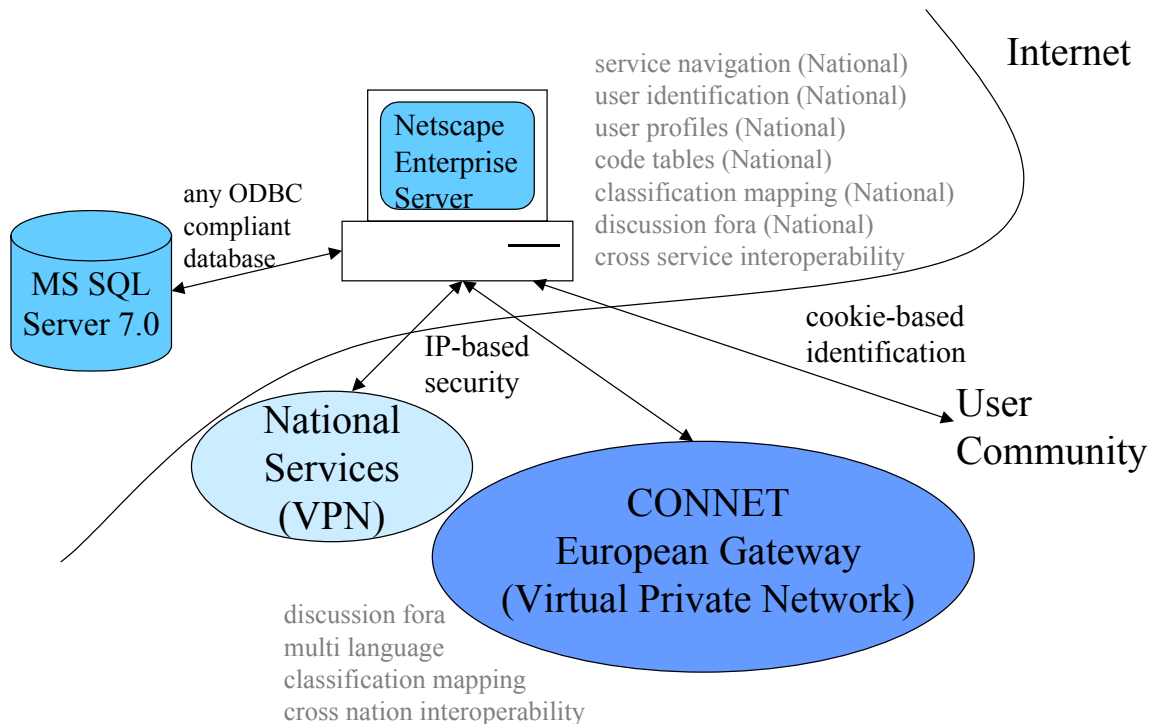 Internet
service navigation (National)
user identification (National)
user profiles (National)
code tables (National)
classification mapping (National)
discussion fora (National)
cross service interoperability
Netscape
Enterprise
Server
any ODBC
compliant
database
MS SQL
Server 7.0
IP-based
security
cookie-based
identification
User
Community
National
Services
(VPN)
CONNET
European Gateway
(Virtual Private Network)
discussion fora
multi language
classification mapping
cross nation interoperability